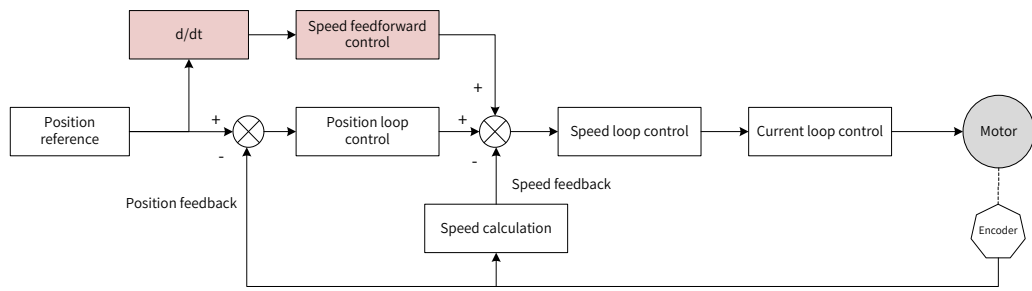 d/dt
Speed feedforward
control
+
Position
reference
+
-
Position loop
control
+
-
Speed loop control
Current loop control
Motor
Position feedback
Speed feedback
Speed calculation
Encoder